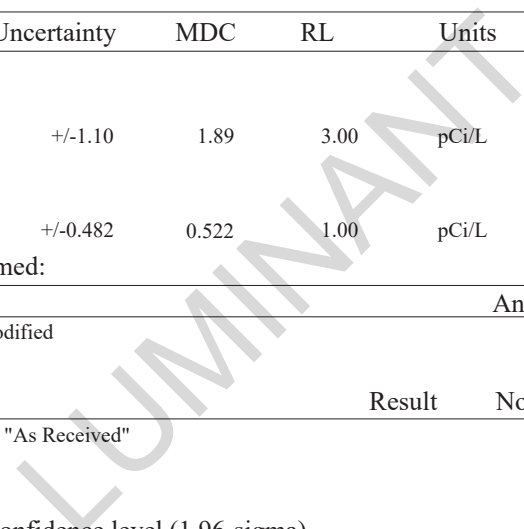 Uncertainty MDC RL Units
+/-1.10 1.89 3.00 pCi/L
+/-0.482 0.522 1.00 pCi/L
med:
An
odified
Result No
"As Received"
onfidence level (1.96-sigma)
LUMINANT